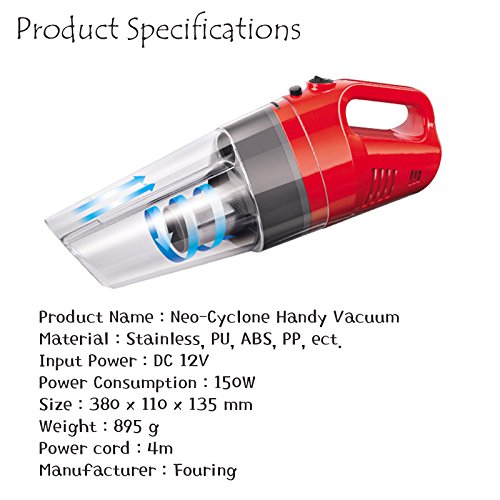 Product Specifications
Product Name : Neo-Cyclone Handy Vacuum
Material : Stainless, PU, ABS, PP, ect.
Input Power : DC 12V
Power Consumption : 150W
Size : 380 x 110 x 135 mm
Weight : 895 g
Power cord : 4m
Manufacturer : Fouring